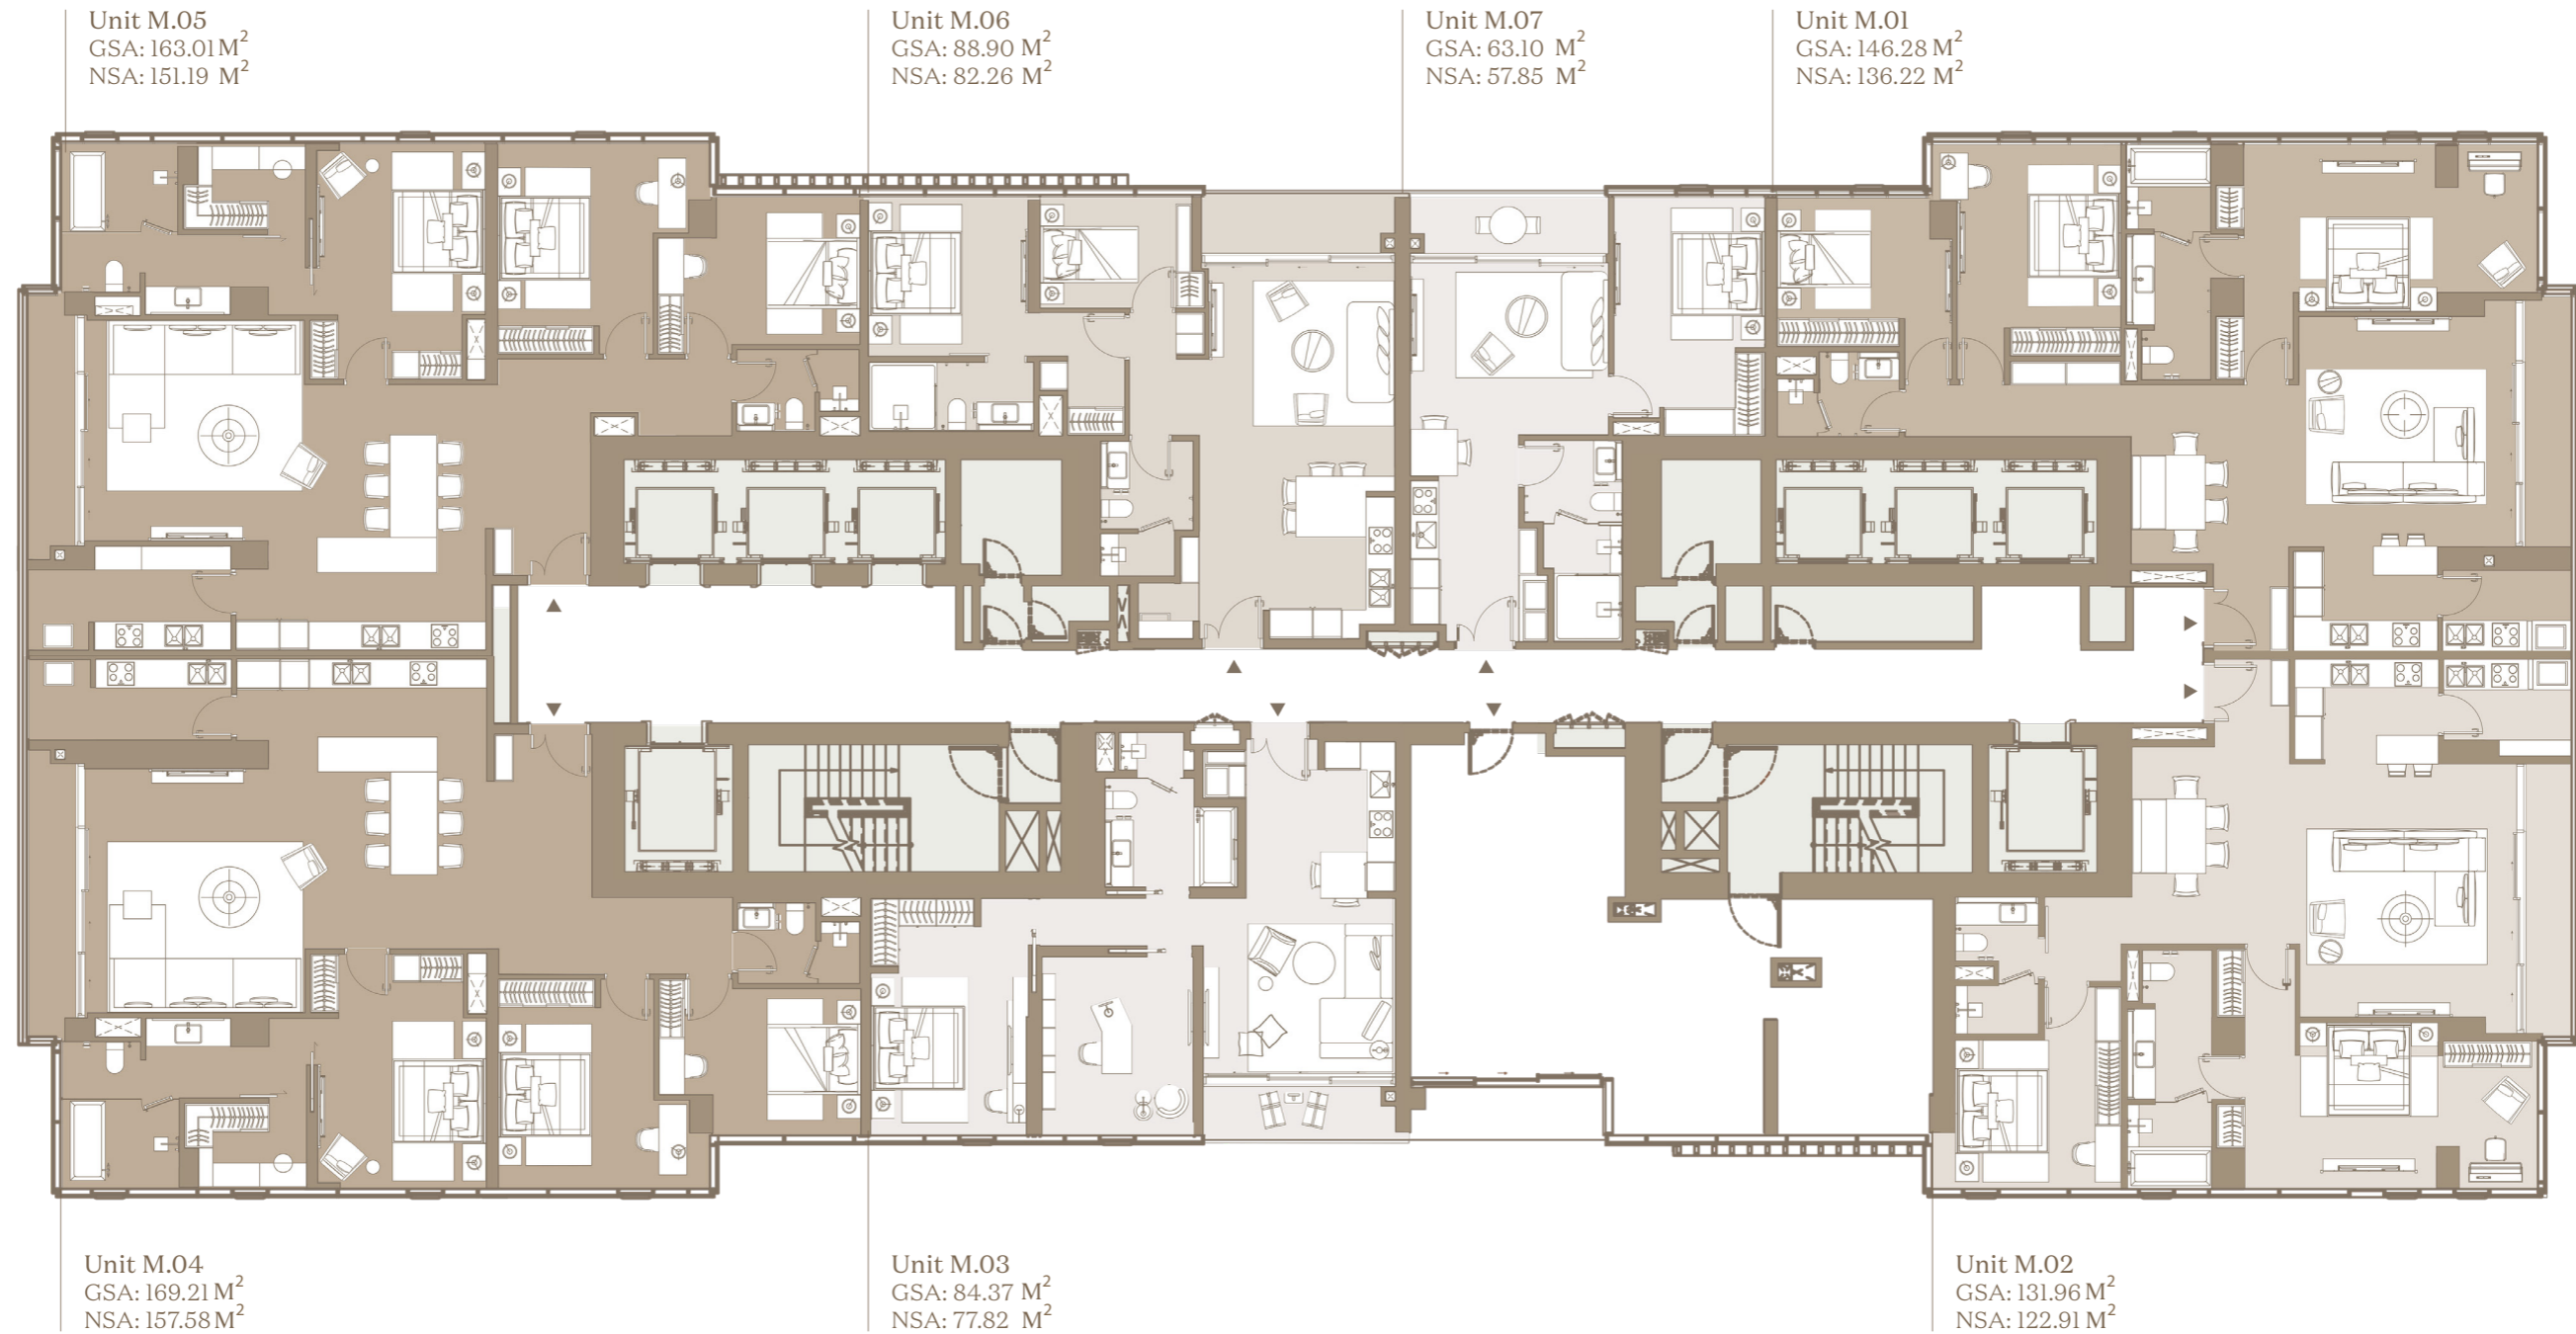 Unit M.05
GSA: 163.01 M²
NSA: 151.19 M²
Unit M.06
GSA: 88.90 M²
NSA: 82.26 M²
Unit M.07
GSA: 63.10 M²
NSA: 57.85 M²
Unit M.01
GSA: 146.28 M²
NSA: 136.22 M²
Unit M.04
GSA: 169.21 M²
NSA: 157.58 M²
Unit M.03
GSA: 84.37 M²
NSA: 77.82 M²
Unit M.02
GSA: 131.96 M²
NSA: 122.91 M²